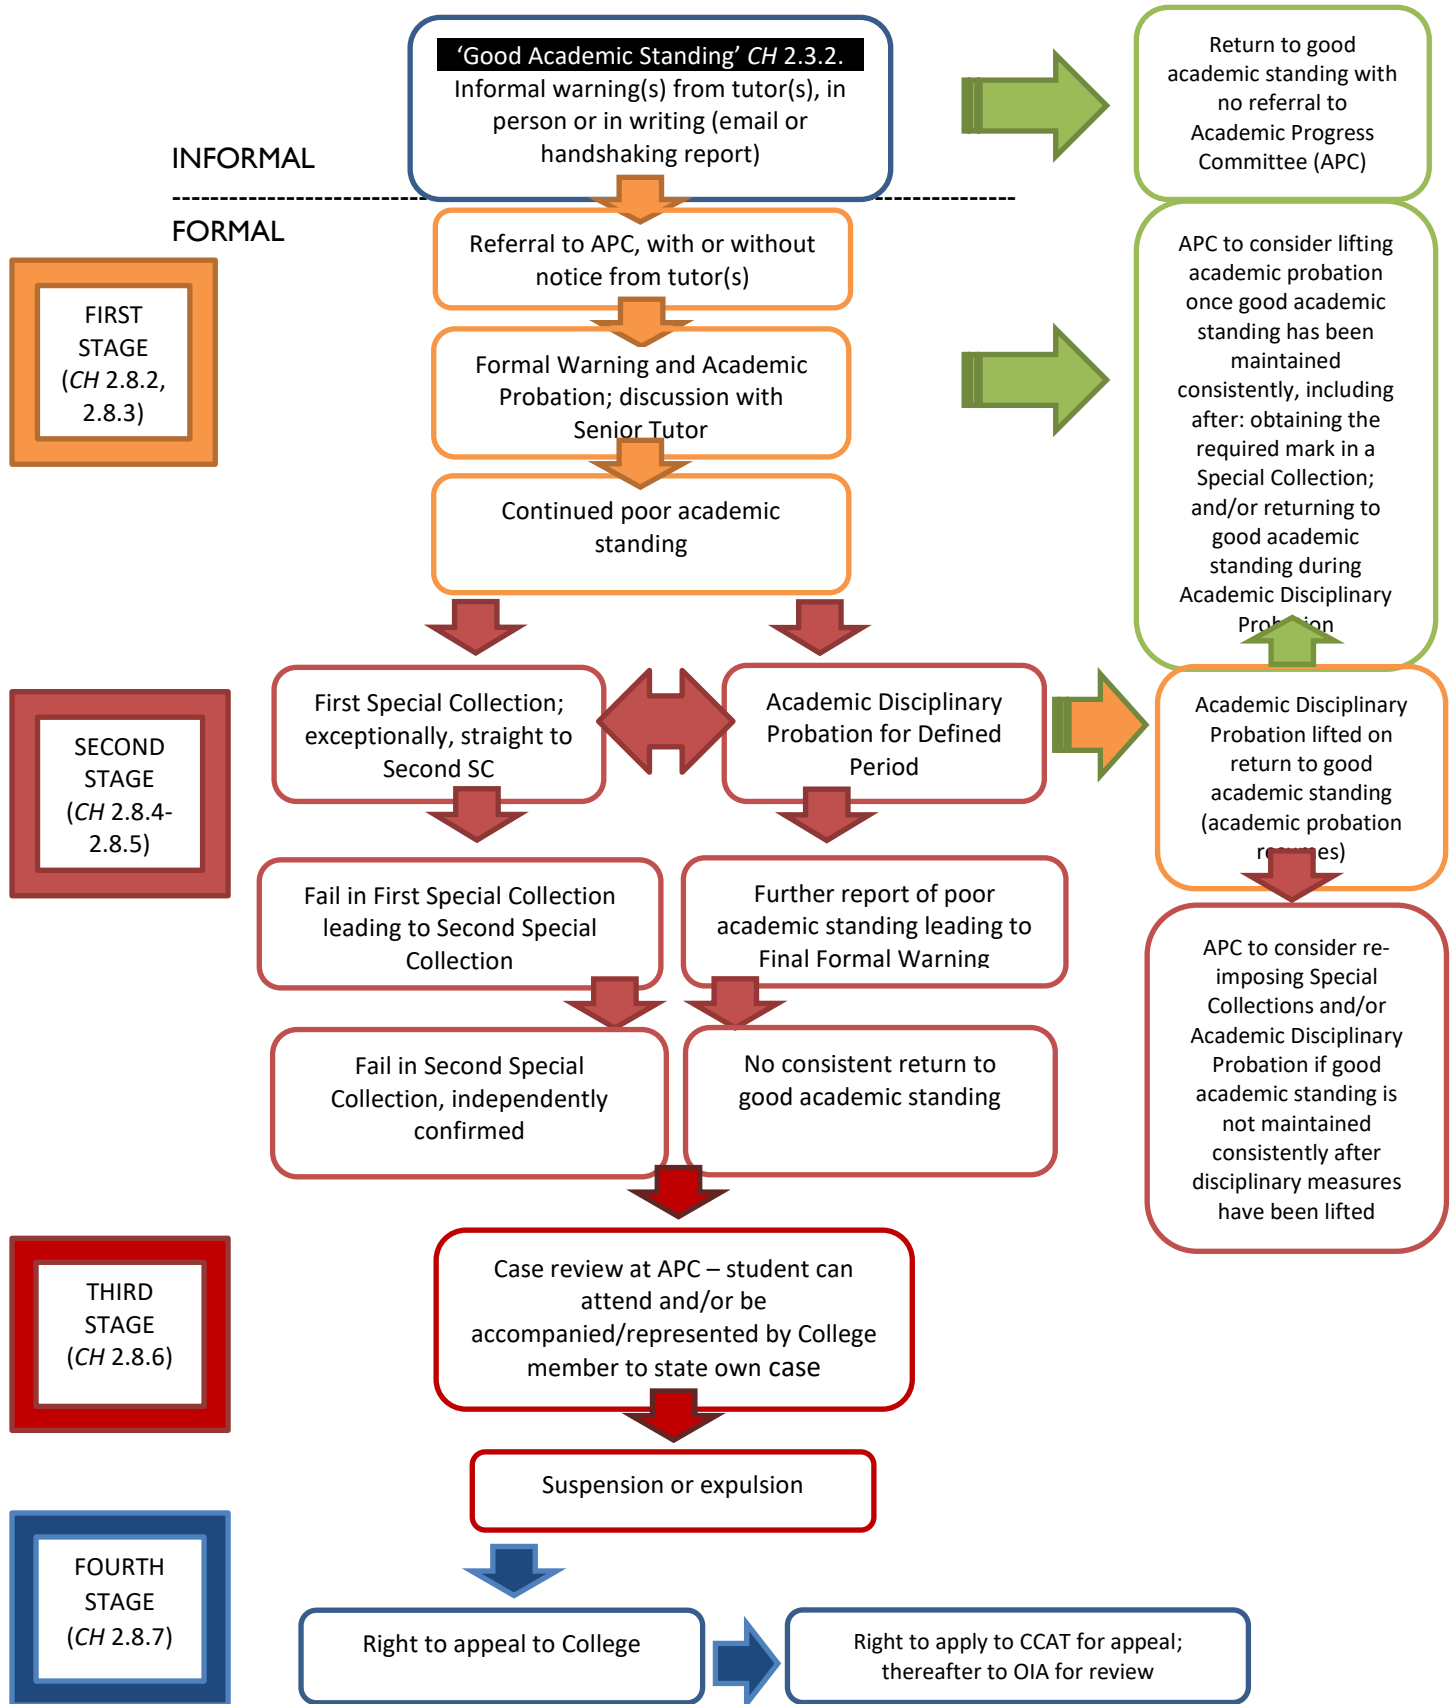 ‘Good Academic Standing’ CH 2.3.2.
Informal warning(s) from tutor(s), in
person or in writing (email or
handshaking report)
Return to good
academic standing with
no referral to
Academic Progress
Committee (APC)
INFORMAL
------------------------------------------------------------
FORMAL
Referral to APC, with or without
notice from tutor(s)
FIRST
STAGE
(CH 2.8.2,
2.8.3)
Formal Warning and Academic
Probation; discussion with
Senior Tutor
APC to consider lifting
academic probation
once good academic
standing has been
maintained
consistently, including
after: obtaining the
required mark in a
Special Collection;
and/or returning to
good academic
standing during
Academic Disciplinary
Probation
Continued poor academic
standing
SECOND
STAGE
(CH 2.8.4-
2.8.5)
First Special Collection;
exceptionally, straight to
Second SC
Academic Disciplinary
Probation for Defined
Period
Academic Disciplinary
Probation lifted on
return to good
academic standing
(academic probation
resumes)
Fail in First Special Collection
leading to Second Special
Collection
Further report of poor
academic standing leading to
Final Formal Warning
APC to consider re-
imposing Special
Collections and/or
Academic Disciplinary
Probation if good
academic standing is
not maintained
consistently after
disciplinary measures
have been lifted
Fail in Second Special
Collection, independently
confirmed
No consistent return to
good academic standing
THIRD
STAGE
(CH 2.8.6)
Case review at APC – student can
attend and/or be
accompanied/represented by College
member to state own case
Suspension or expulsion
FOURTH
STAGE
(CH 2.8.7)
Right to appeal to College
Right to apply to CCAT for appeal;
thereafter to OIA for review